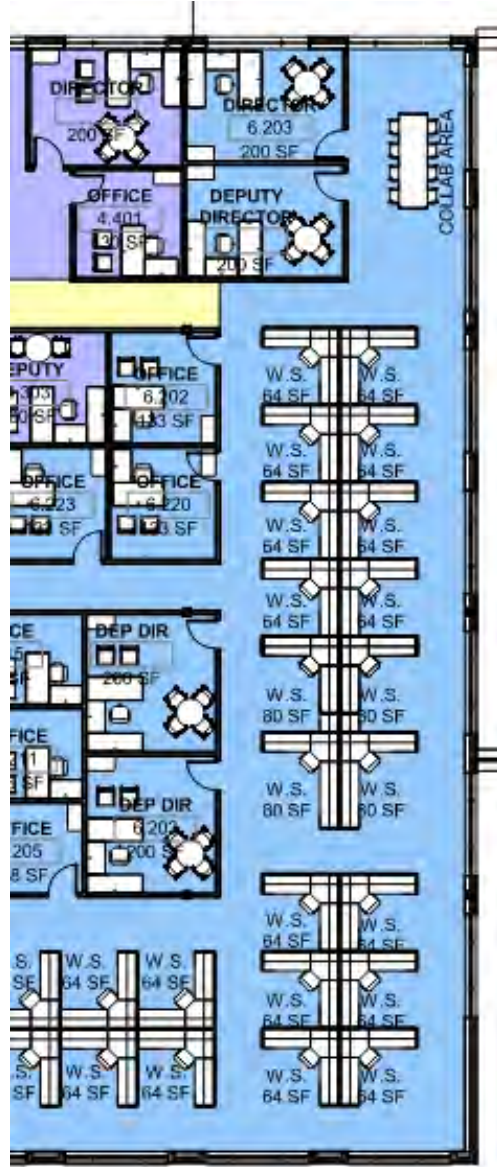 DIRECTOR
200 SF
DIRECTOR
6.203
200 SF
COLLAB AREA
OFFICE
4.401
DEPUTY
DIRECTOR
200 SF
OFFICE
6.202
OFFICE
6.223
OFFICE
6.220
DEP DIR
DEP DIR
6.202
200 S
205
W.S.
64 SF
W.S.
64 SF
W.S.
64 SF
W.S.
64 SF
W.S.
64 SF
W.S.
64 SF
W.S.
64 SF
W.S.
64 SF
W.S.
80 SF
W.S.
80 SF
W.S.
80 SF
W.S.
80 SF
W.S.
64 SF
W.S.
64 SF
W.S.
64 SF
W.S.
64 SF
W.S.
64 SF
W.S.
64 SF
W.S.
64 SF
W.S.
64 SF
W.S.
64 SF
W.S.
64 SF